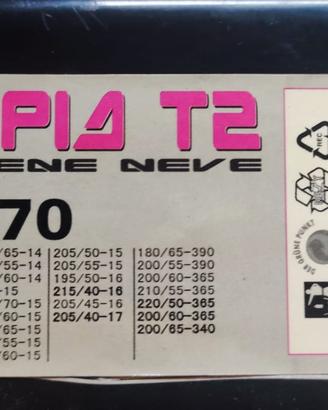 PIA T2
ENE NEVE
70
/65-14 205/50-15 180/65-390
/55-14 205/55-15 200/55-390
/60-14 195/50-16 200/60-365
-15 215/40-16 210/55-365
/70-15 205/45-16 220/50-365
/60-15 205/40-17 200/60-365
/65-15 200/65-340
/55-15
/60-15
REC
DER GRÜNE PUNKT